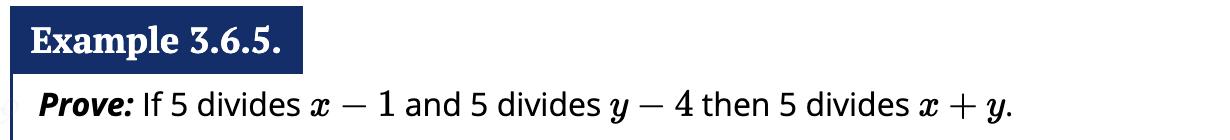 Example 3.6.5.
Prove: If 5 divides x − 1 and 5 divides y − 4 then 5 divides x + y.